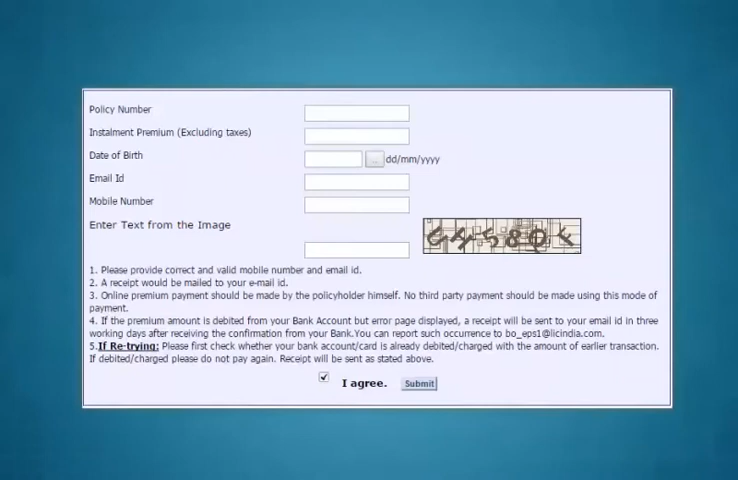 Policy Number
Instalment Premium (Excluding taxes)
Date of Birth
... dd/mm/yyyy
Email Id
Mobile Number
Enter Text from the Image
1. Please provide correct and valid mobile number and email id.
2. A receipt would be mailed to your e-mail id.
3. Online premium payment should be made by the policyholder himself. No third party payment should be made using this mode of
payment.
4. If the premium amount is debited from your Bank Account but error page displayed, a receipt will be sent to your email id in three
working days after receiving the confirmation from your Bank.You can report such occurrence to bo_eps1@licindia.com.
5.If Re-trying: Please first check whether your bank account/card is already debited/charged with the amount of earlier transaction.
If debited/charged please do not pay again. Receipt will be sent as stated above.
I agree. Submit